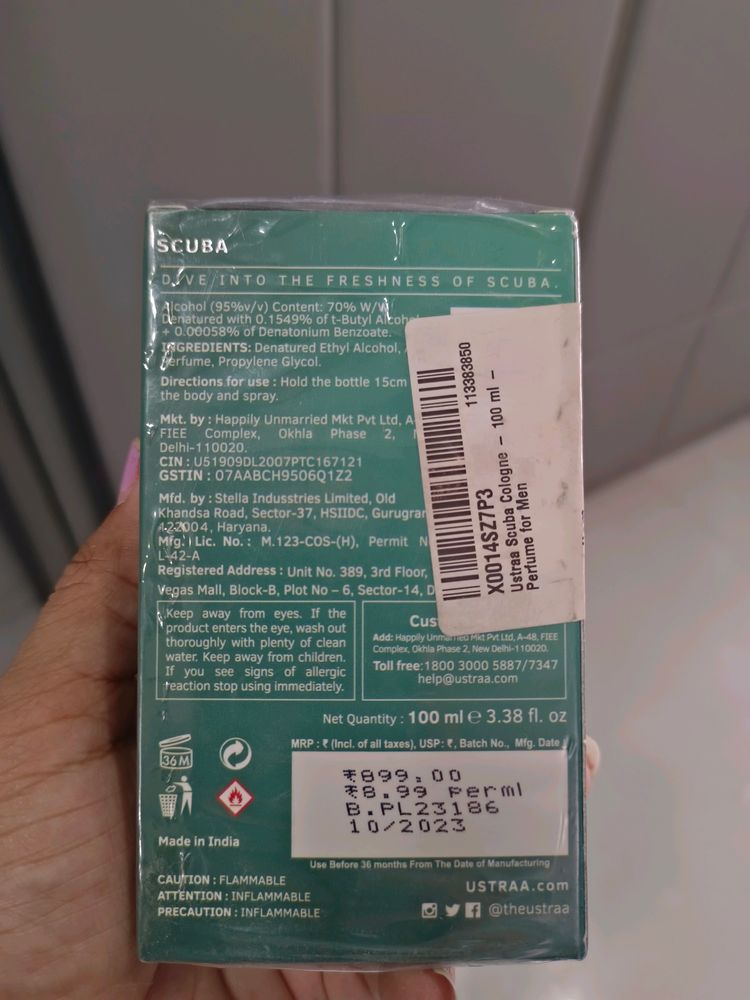 SCUBA
DIVE INTO THE FRESHNESS OF SCUBA.
Alcohol (95%v/v) Content: 70% W/W
Denatured with 0.1549% of t-Butyl Alcohol
+ 0.00058% of Denatonium Benzoate.
INGREDIENTS: Denatured Ethyl Alcohol,
Perfume, Propylene Glycol.
Directions for use : Hold the bottle 15cm
the body and spray.
Mkt. by : Happily Unmarried Mkt Pvt Ltd, A-
FIEE Complex, Okhla Phase 2,
Delhi-110020.
CIN : U51909DL2007PTC167121
GSTIN : 07AABCH9506Q1Z2
Mfd. by : Stella Indusstries Limited, Old
Khandsa Road, Sector-37, HSIIDC, Gurugram
122004, Haryana.
Mfg. Lic. No.: M.123-COS-(H), Permit
L-42-A
Registered Address : Unit No. 389, 3rd Floor,
Vegas Mall, Block-B, Plot No – 6, Sector-14,
113383850
X0014SZ7P3
Ustraa Scuba Cologne – 100 ml –
Perfume for Men
Keep away from eyes. If the
product enters the eye, wash out
thoroughly with plenty of clean
water. Keep away from children.
If you see signs of allergic
reaction stop using immediately.
Add: Happily Unmarried Mkt Pvt Ltd, A-48, FIEE
Complex, Okhla Phase 2, New Delhi-110020.
Toll free:1800 3000 5887/7347
help@ustraa.com
Net Quantity : 100 ml ℮ 3.38 fl. oz
MRP : ₹ (Incl. of all taxes), USP: ₹, Batch No., Mfg. Date
₹899.00
₹8.99 perml
B.PL23186
10/2023
Use Before 36 months From The Date of Manufacturing
36M
Made in India
CAUTION : FLAMMABLE
ATTENTION : INFLAMMABLE
PRECAUTION : INFLAMMABLE
USTRAA.com
@theustraa